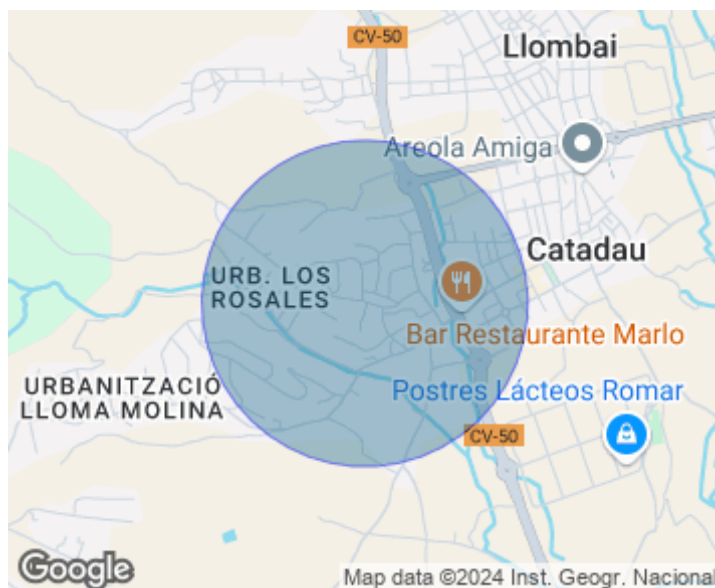 CV-50
Llombai
Areola Amiga
Catadau
URB. LOS
ROSALES
Bar Restaurante Marlo
URBANITZACIÓ
LLOMA MOLINA
Postres Lácteos Romar
CV-50
Google
Map data ©2024 Inst. Geogr. Nacional